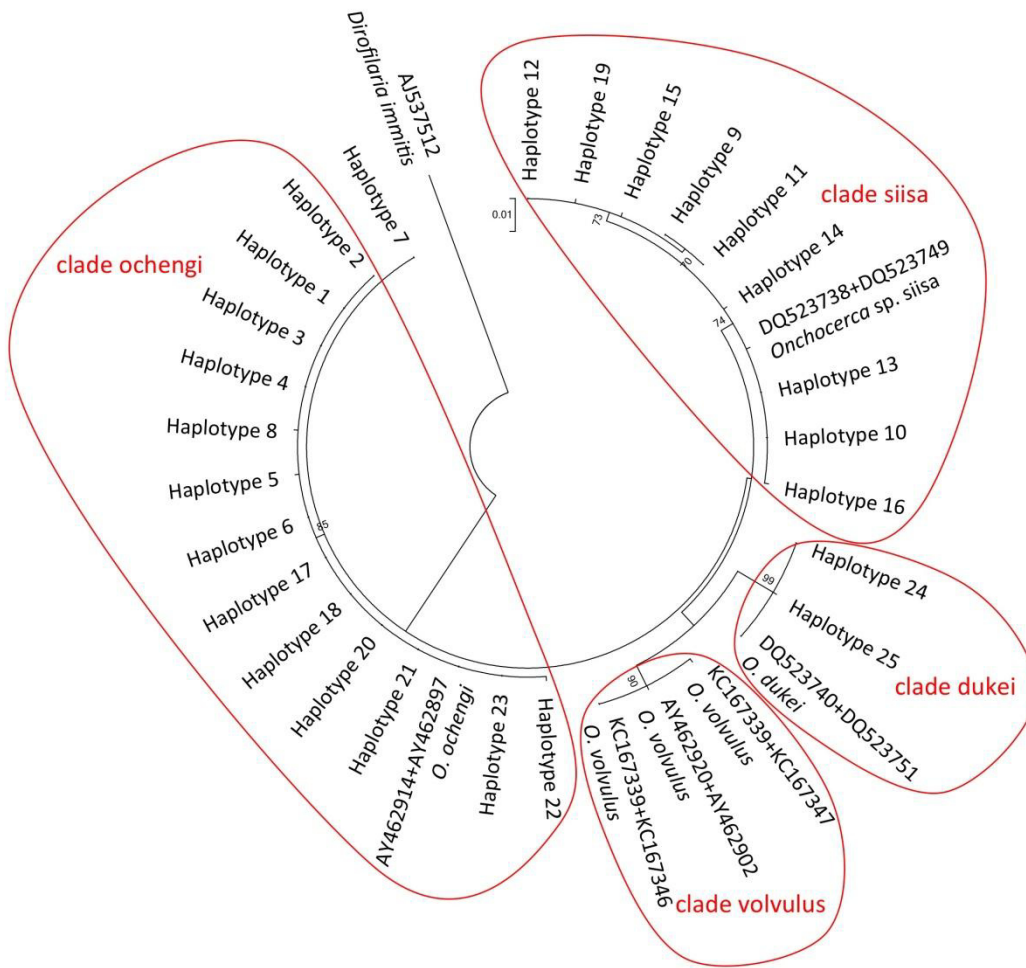 AJ537512
Dirofilaria immitis
Haplotype 12
Haplotype 19
Haplotype 15
Haplotype 9
Haplotype 11
clade siisa
Haplotype 14
DQ523738+DQ523749
Onchocerca sp. siisa
Haplotype 13
Haplotype 10
Haplotype 16
Haplotype 24
Haplotype 25
DQ523740+DQ523751
O. dukei
clade dukei
KC167339+KC167347
O. volvulus
AY462920+AY462902
O. volvulus
KC167339+KC167346
O. volvulus
clade volvulus
Haplotype 22
Haplotype 23
AY462914+AY462897
O. ochengi
Haplotype 21
Haplotype 20
Haplotype 18
Haplotype 17
Haplotype 6
Haplotype 5
Haplotype 8
Haplotype 4
Haplotype 3
Haplotype 1
Haplotype 2
Haplotype 7
clade ochengi
0.01
73
70
74
99
90
85